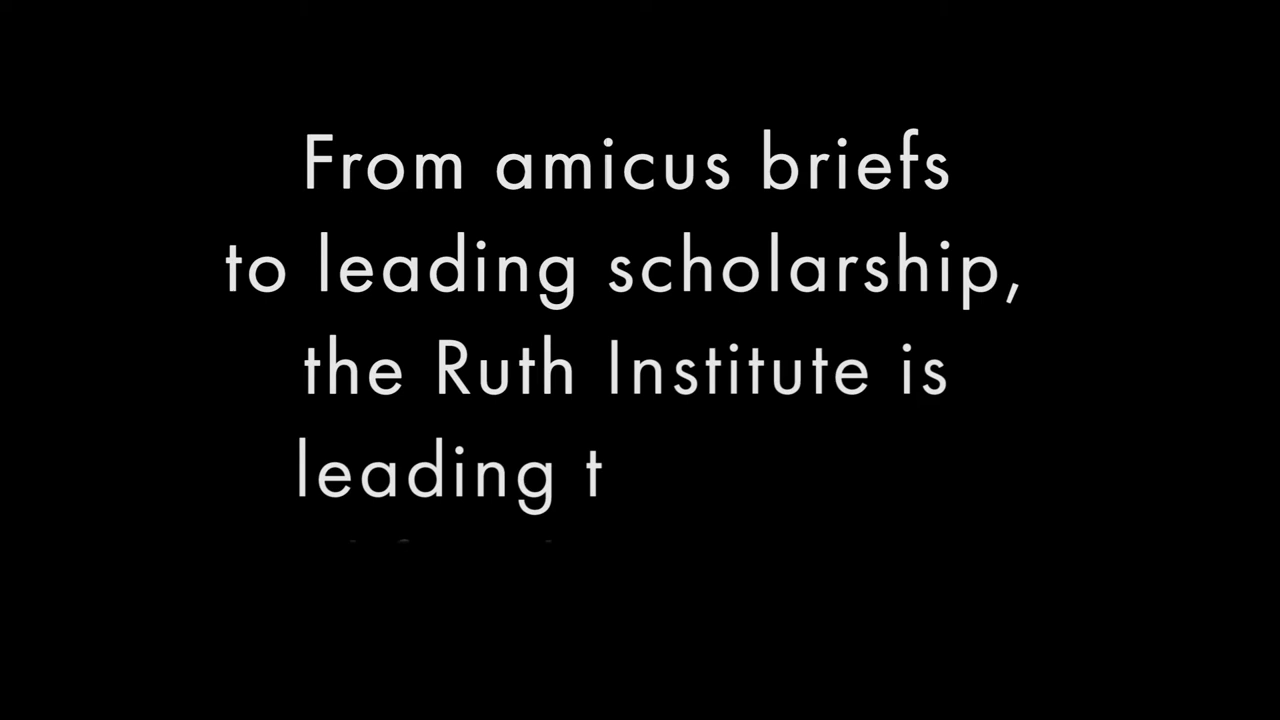 From amicus briefs
to leading scholarship,
the Ruth Institute is
leading t